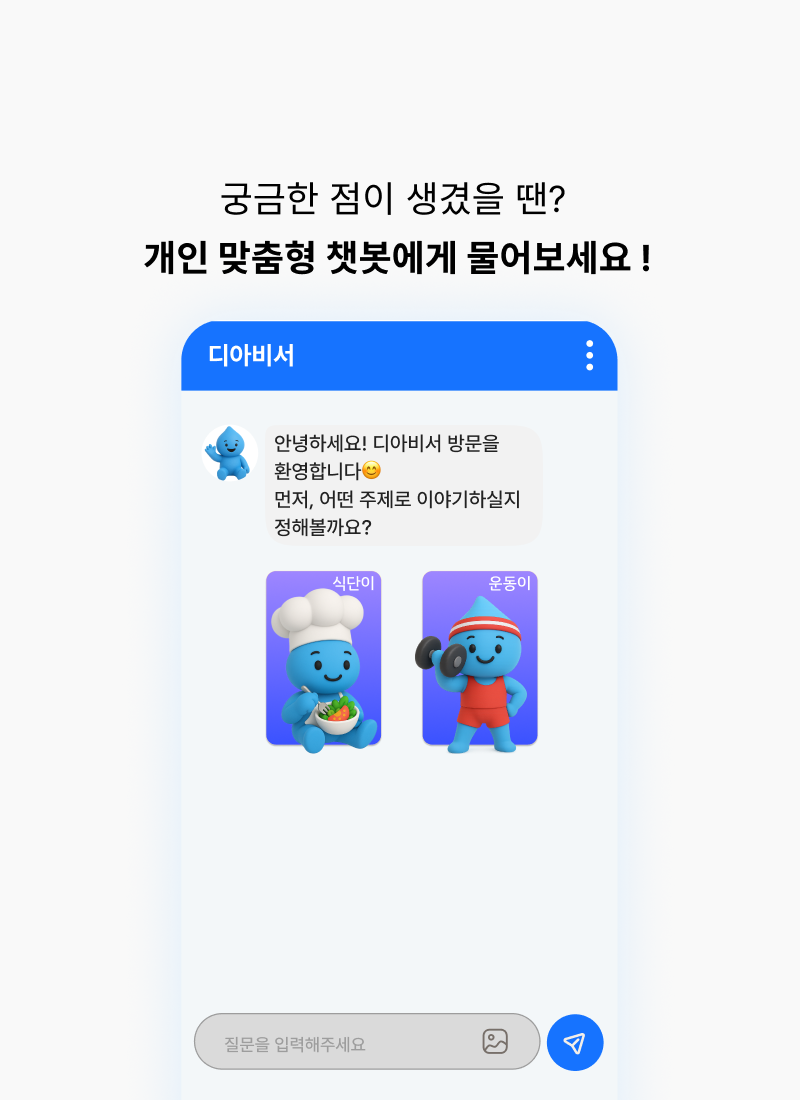 궁금한 점이 생겼을 땐?
개인 맞춤형 챗봇에게 물어보세요 !
디아비서
안녕하세요! 디아비서 방문을
환영합니다😊
먼저, 어떤 주제로 이야기하실지
정해볼까요?
식단이
운동이
질문을 입력해주세요